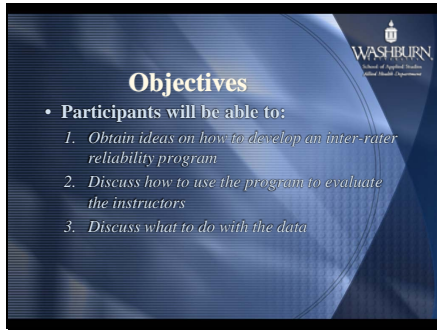 WASHBURN
School of Applied Studies
Allied Health Department
Objectives
• Participants will be able to:
1. Obtain ideas on how to develop an inter-rater
reliability program
2. Discuss how to use the program to evaluate
the instructors
3. Discuss what to do with the data